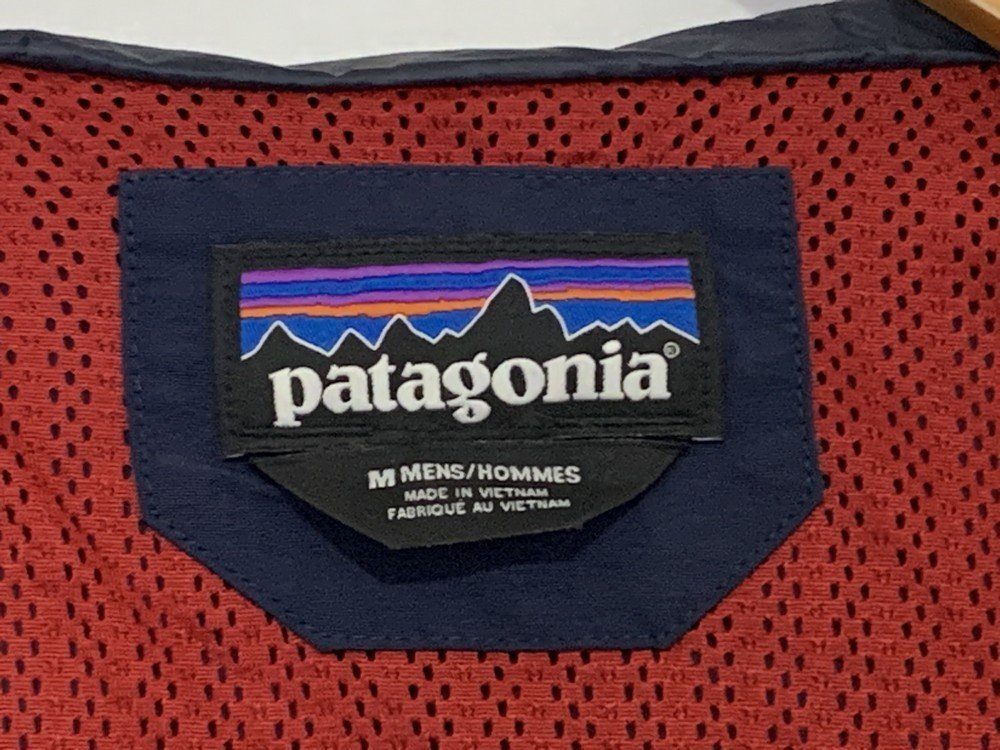 patagonia®
M MENS/HOMMES
MADE IN VIETNAM
FABRIQUÉ AU VIETNAM